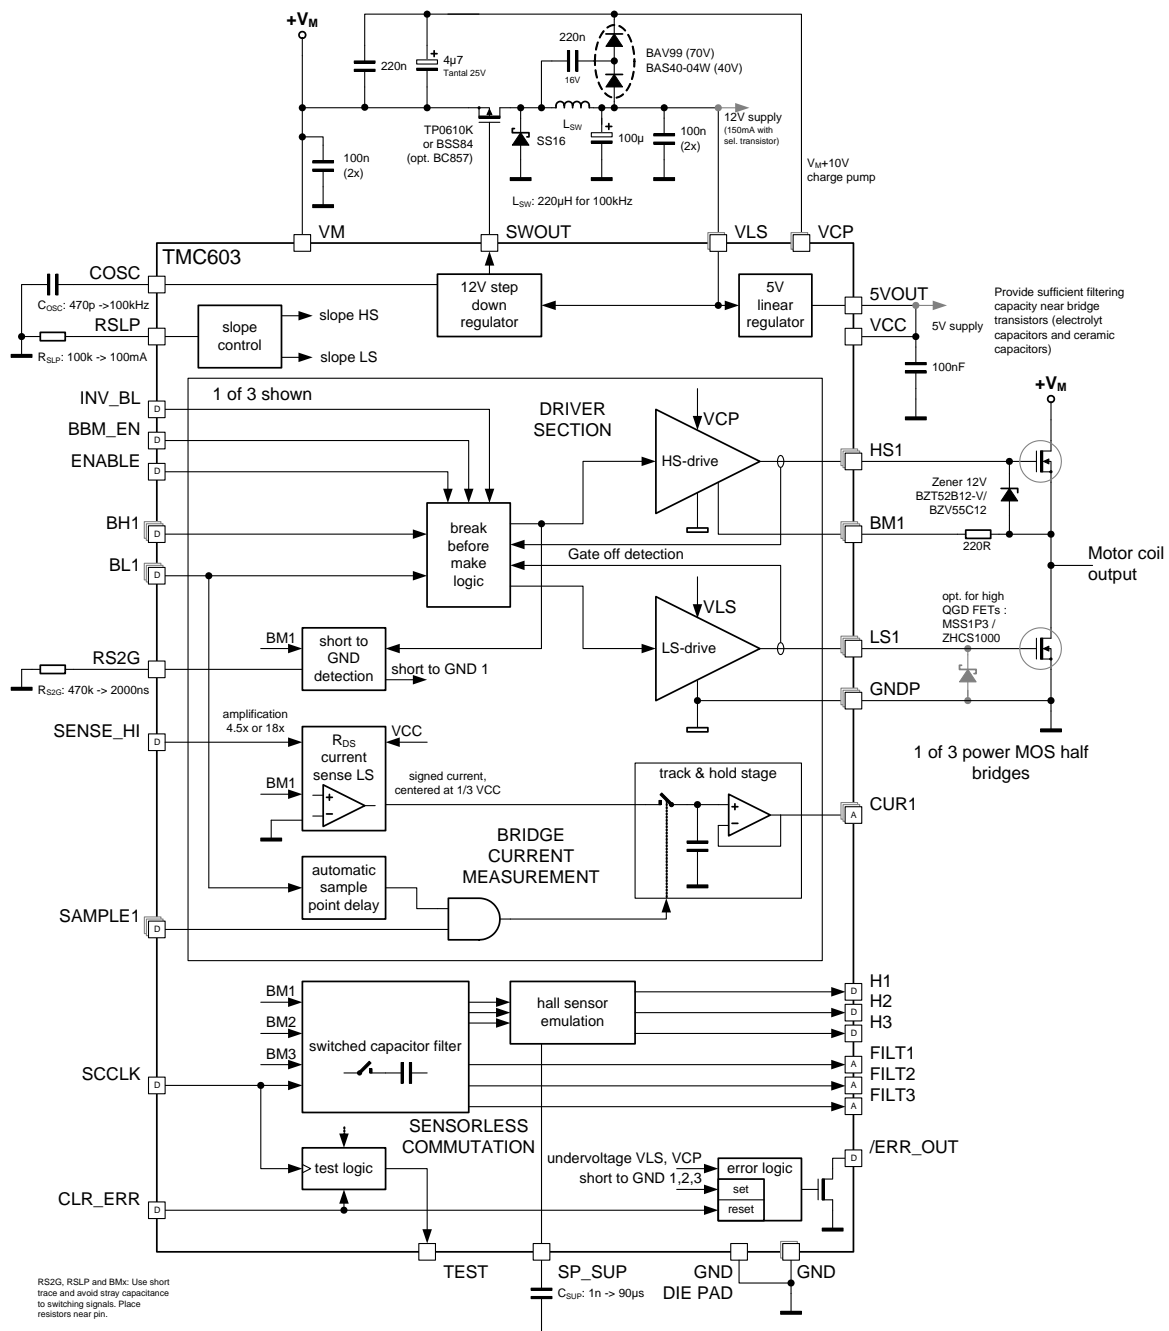 +VM
220n
4µ7
Tantal 25V
220n
16V
BAV99 (70V)
BAS40-04W (40V)
TP0610K
or BSS84
(opt. BC857)
SS16
LSW
100µ
100n
(2x)
12V supply
(150mA with
sel. transistor)
100n
(2x)
VM+10V
charge pump
LSW: 220µH for 100kHz
VM
SWOUT
VLS
VCP
TMC603
COSC
COSC: 470p ->100kHz
RSLP
RSLP: 100k -> 100mA
slope
control
slope HS
slope LS
12V step
down
regulator
5V
linear
regulator
5VOUT
VCC
5V supply
100nF
Provide sufficient filtering
capacity near bridge
transistors (electrolyt
capacitors and ceramic
capacitors)
1 of 3 shown
DRIVER
SECTION
INV_BL
D
BBM_EN
D
ENABLE
D
BH1
D
BL1
D
break
before
make
logic
VCP
HS-drive
Gate off detection
VLS
LS-drive
+VM
HS1
Zener 12V
BZT52B12-V/
BZV55C12
BM1
220R
Motor coil
output
opt. for high
QGD FETs :
MSS1P3 /
ZHCS1000
LS1
GNDP
1 of 3 power MOS half
bridges
BM1
short to
GND
detection
short to GND 1
RS2G
RS2G: 470k -> 2000ns
SENSE_HI
D
amplification
4.5x or 18x
RDS
current
sense LS
VCC
BM1
+
-
signed current,
centered at 1/3 VCC
track & hold stage
+
-
CUR1
A
BRIDGE
CURRENT
MEASUREMENT
automatic
sample
point delay
SAMPLE1
D
BM1
BM2
BM3
switched capacitor filter
hall sensor
emulation
H1
D
H2
D
H3
D
FILT1
A
FILT2
A
FILT3
A
SCCLK
D
SENSORLESS
COMMUTATION
test logic
CLR_ERR
D
undervoltage VLS, VCP
short to GND 1,2,3
error logic
set
reset
/ERR_OUT
D
TEST
SP_SUP
CSUP: 1n -> 90µs
GND
DIE PAD
GND
RS2G, RSLP and BMx: Use short
trace and avoid stray capacitance
to switching signals. Place
resistors near pin.